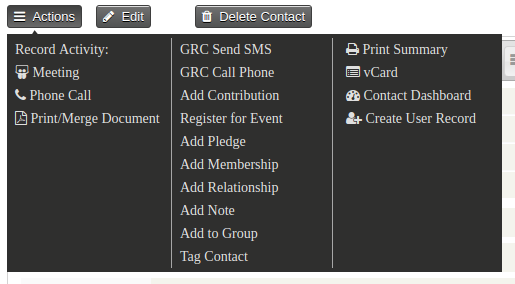 Actions Edit Delete Contact
Record Activity:
Meeting
Phone Call
Print/Merge Document
GRC Send SMS
GRC Call Phone
Add Contribution
Register for Event
Add Pledge
Add Membership
Add Relationship
Add Note
Add to Group
Tag Contact
Print Summary
vCard
Contact Dashboard
Create User Record